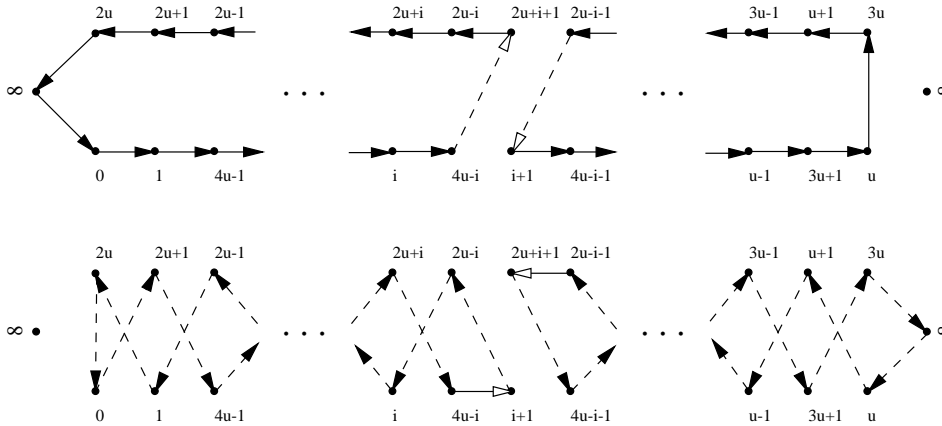 2u 2u+1 2u-1 2u+i 2u-i 2u+i+1 2u-i-1 3u-1 u+1 3u
∞ . . . . . . ∞
0 1 4u-1 i 4u-i i+1 4u-i-1 u-1 3u+1 u
2u 2u+1 2u-1 2u+i 2u-i 2u+i+1 2u-i-1 3u-1 u+1 3u
∞ . . . . . . ∞
0 1 4u-1 i 4u-i i+1 4u-i-1 u-1 3u+1 u